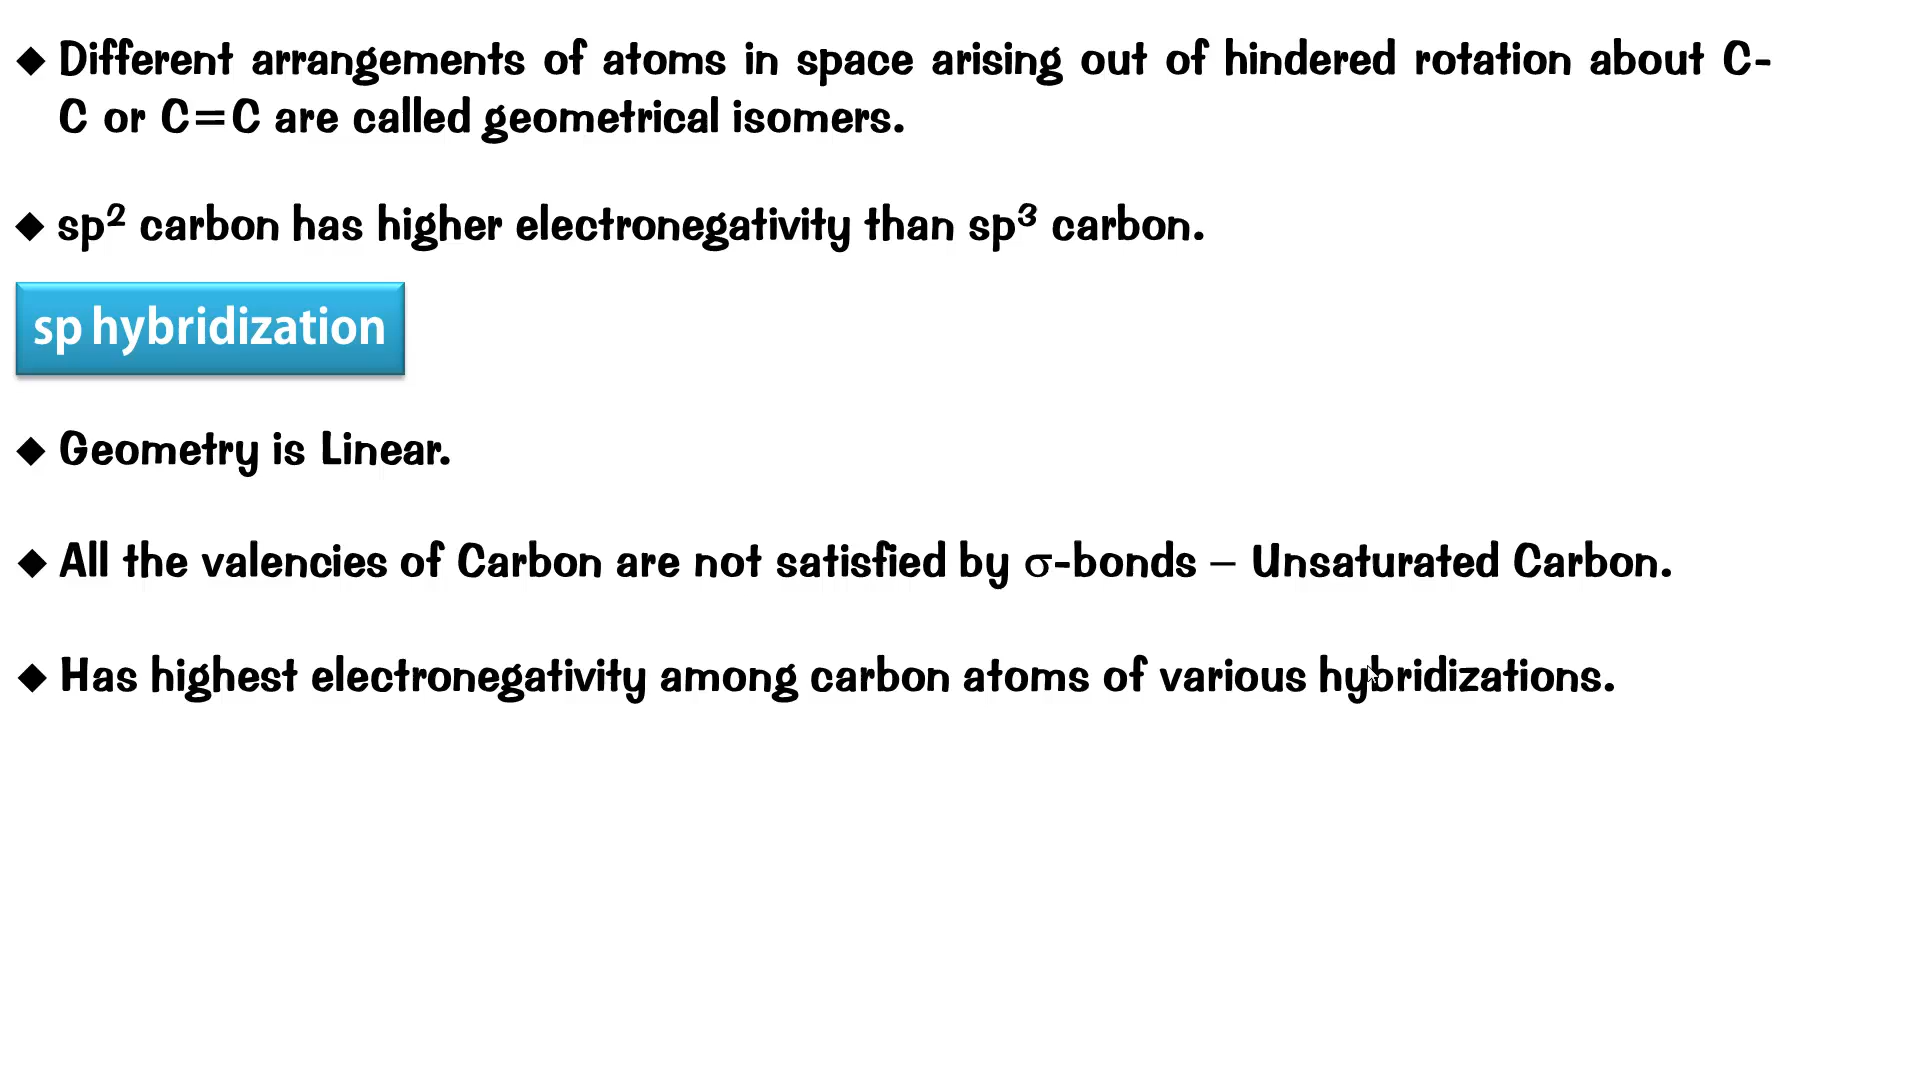 ◆ Different arrangements of atoms in space arising out of hindered rotation about C-
C or C=C are called geometrical isomers.
◆ sp² carbon has higher electronegativity than sp³ carbon.
sp hybridization
◆ Geometry is Linear.
◆ All the valencies of Carbon are not satisfied by σ-bonds – Unsaturated Carbon.
◆ Has highest electronegativity among carbon atoms of various hybridizations.